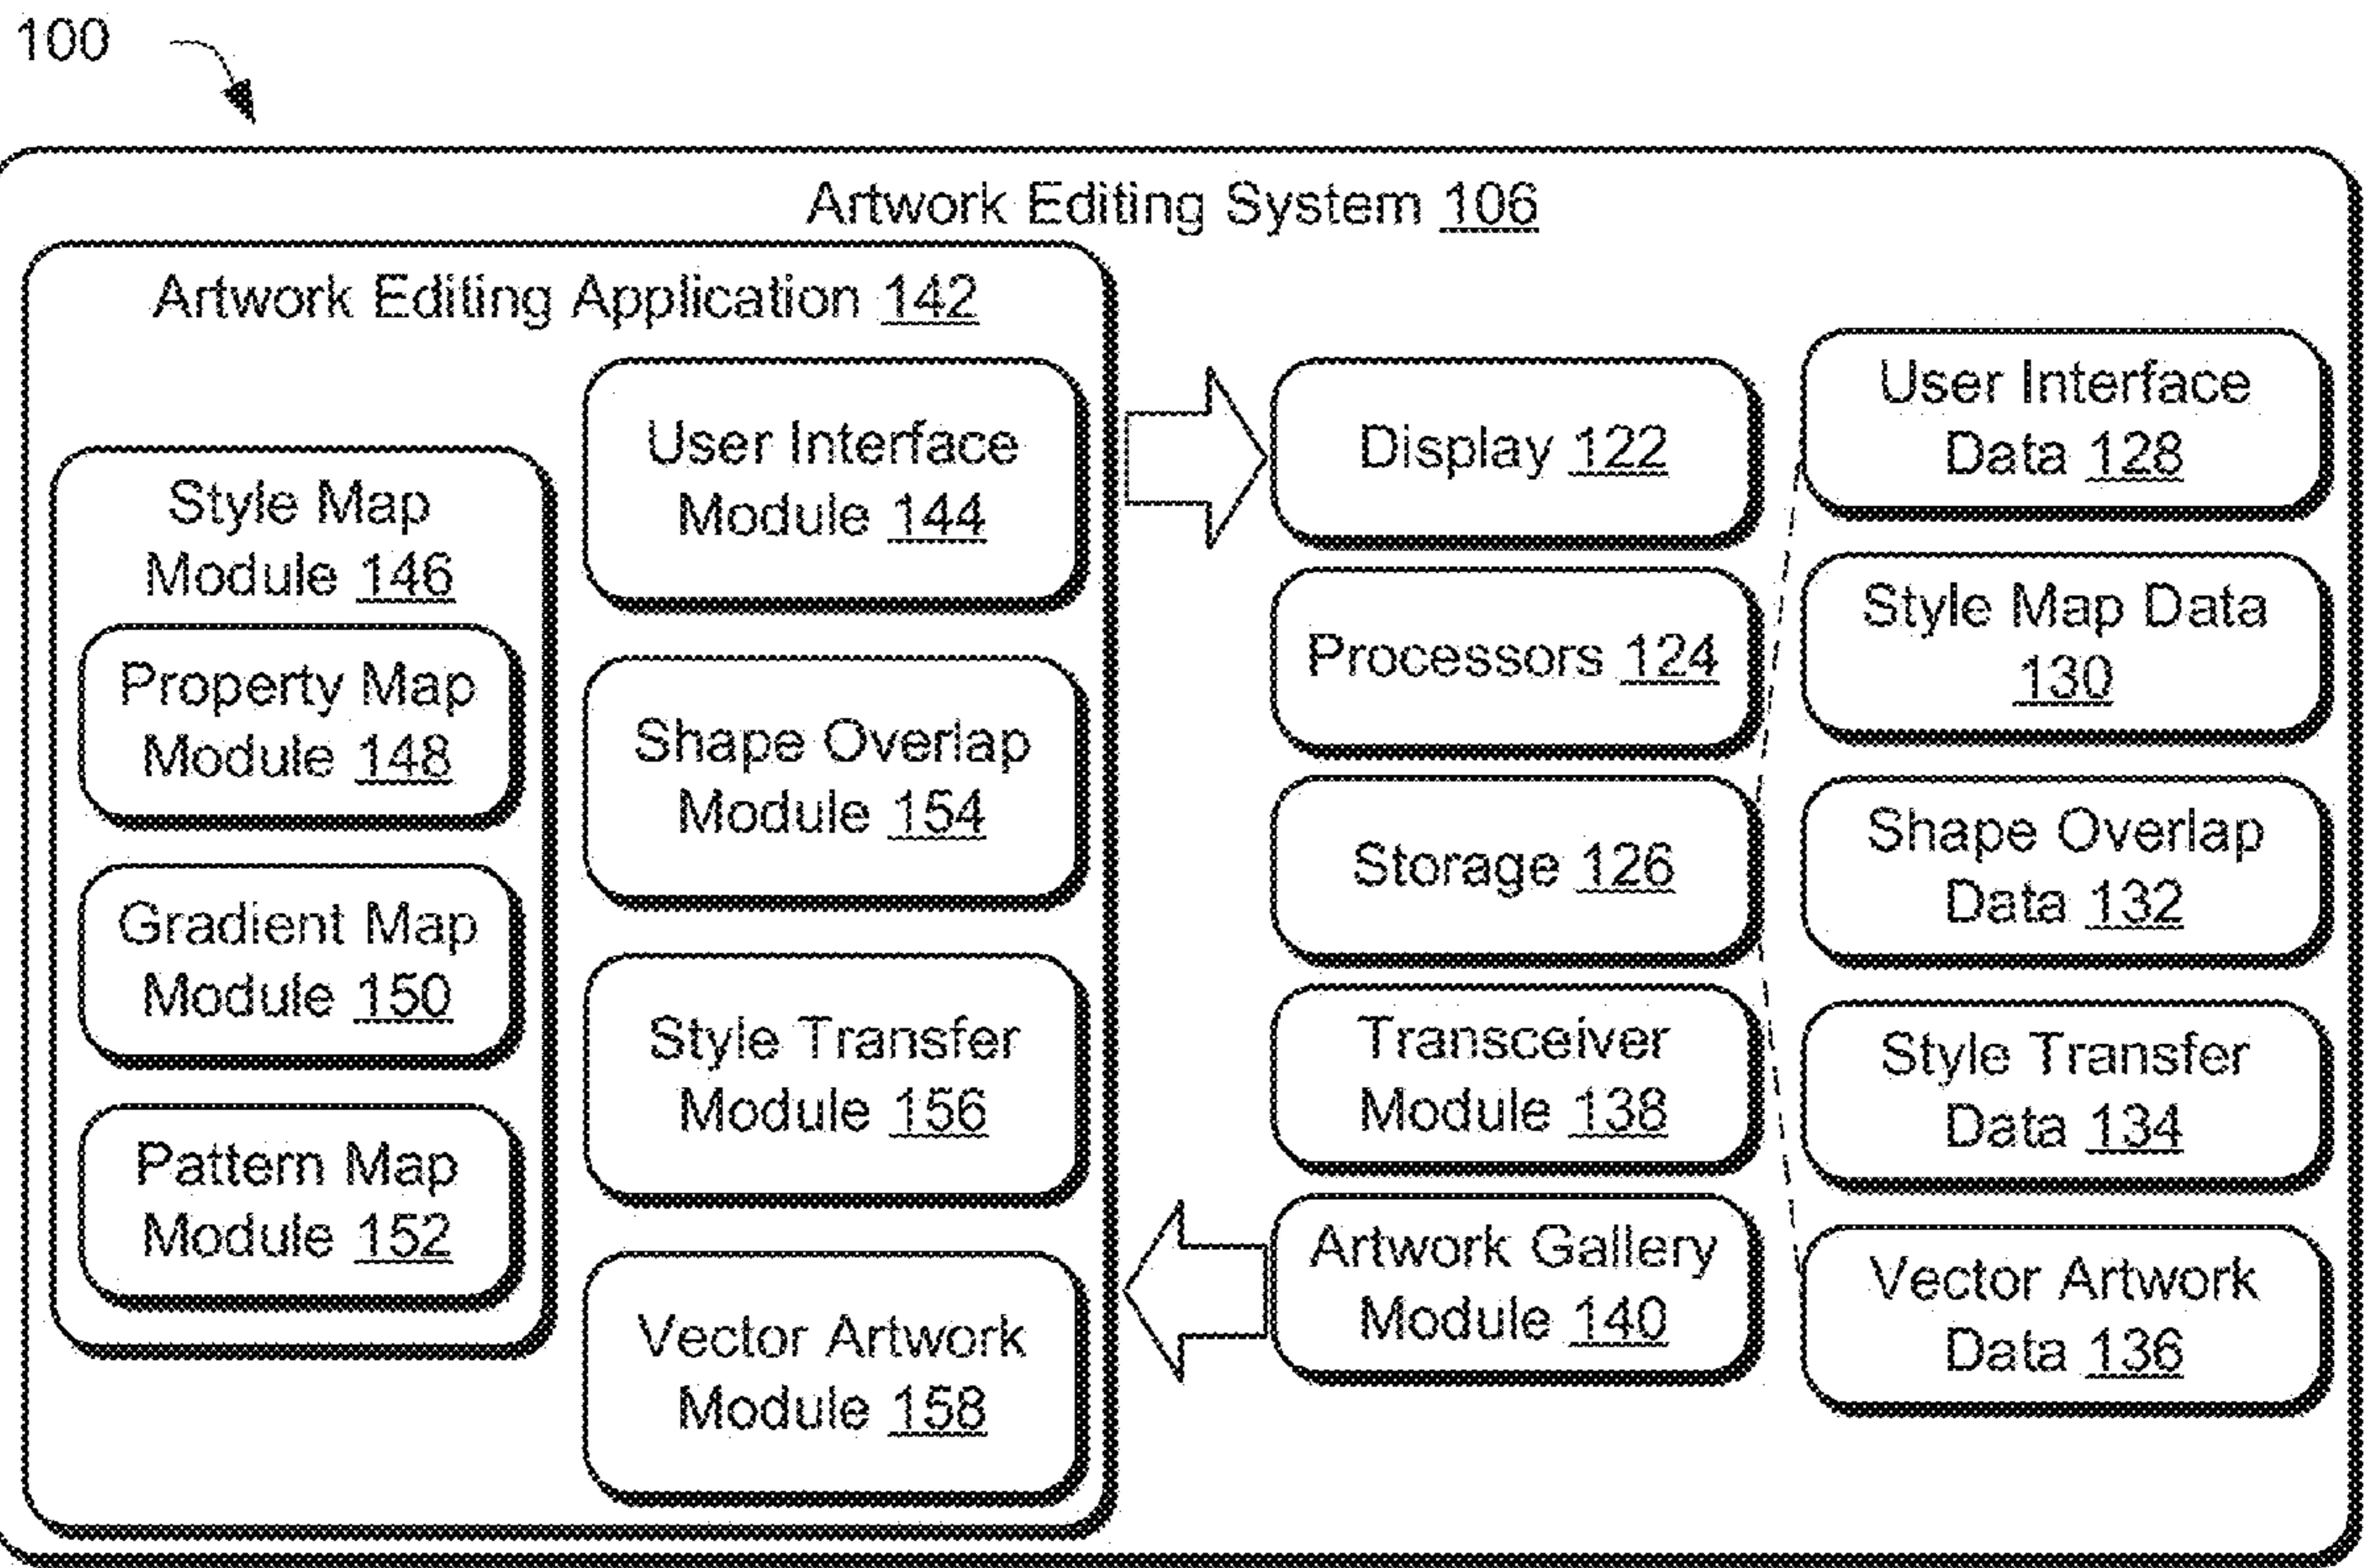 100
Artwork Editing System 106
Artwork Editing Application 142
Style Map
Module 146
Property Map
Module 148
Gradient Map
Module 150
Pattern Map
Module 152
User Interface
Module 144
Shape Overlap
Module 154
Style Transfer
Module 156
Vector Artwork
Module 158
Display 122
Processors 124
Storage 126
Transceiver
Module 138
Artwork Gallery
Module 140
User Interface
Data 128
Style Map Data
130
Shape Overlap
Data 132
Style Transfer
Data 134
Vector Artwork
Data 136